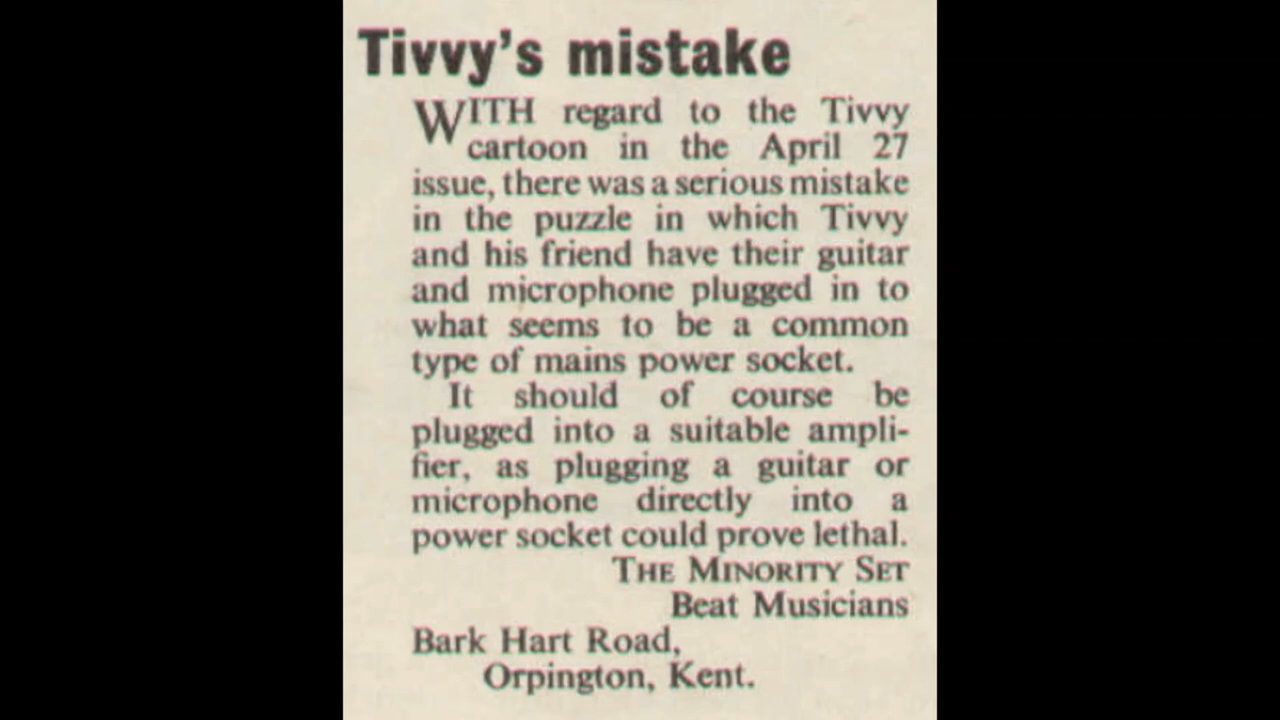 Tivvy's mistake
WITH regard to the Tivvy
cartoon in the April 27
issue, there was a serious mistake
in the puzzle in which Tivvy
and his friend have their guitar
and microphone plugged in to
what seems to be a common
type of mains power socket.
It should of course be
plugged into a suitable ampli-
fier, as plugging a guitar or
microphone directly into a
power socket could prove lethal.
THE MINORITY SET
Beat Musicians
Bark Hart Road,
Orpington, Kent.